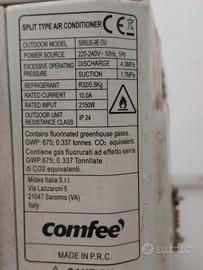 SPLIT TYPE AIR CONDITIONER
OUTDOOR MODEL SIRIUS-9E OU
POWER SOURCE 220-240V~ 50Hz, 1Ph
EXCESSIVE OPERATING PRESSURE DISCHARGE 4.3MPa
SUCTION 1.7MPa
REFRIGERANT R32/0.5Kg
RATED CURRENT 10.0A
RATED INPUT 2150W
OUTDOOR UNIT RESISTANCE CLASS IP 24
Contains fluorinated greenhouse gases.
GWP: 675; 0.337 tonnes CO2 equivalent.
Contiene gas fluorurati ad effetto serra.
GWP: 675; 0.337 Tonnllate
di CO2 equivalenti.
Midea Italia S.r.l.
Via Lazzaroni 5
21047 Saronno (VA)
Italy
comfee'
MADE IN P.R.C.
subito